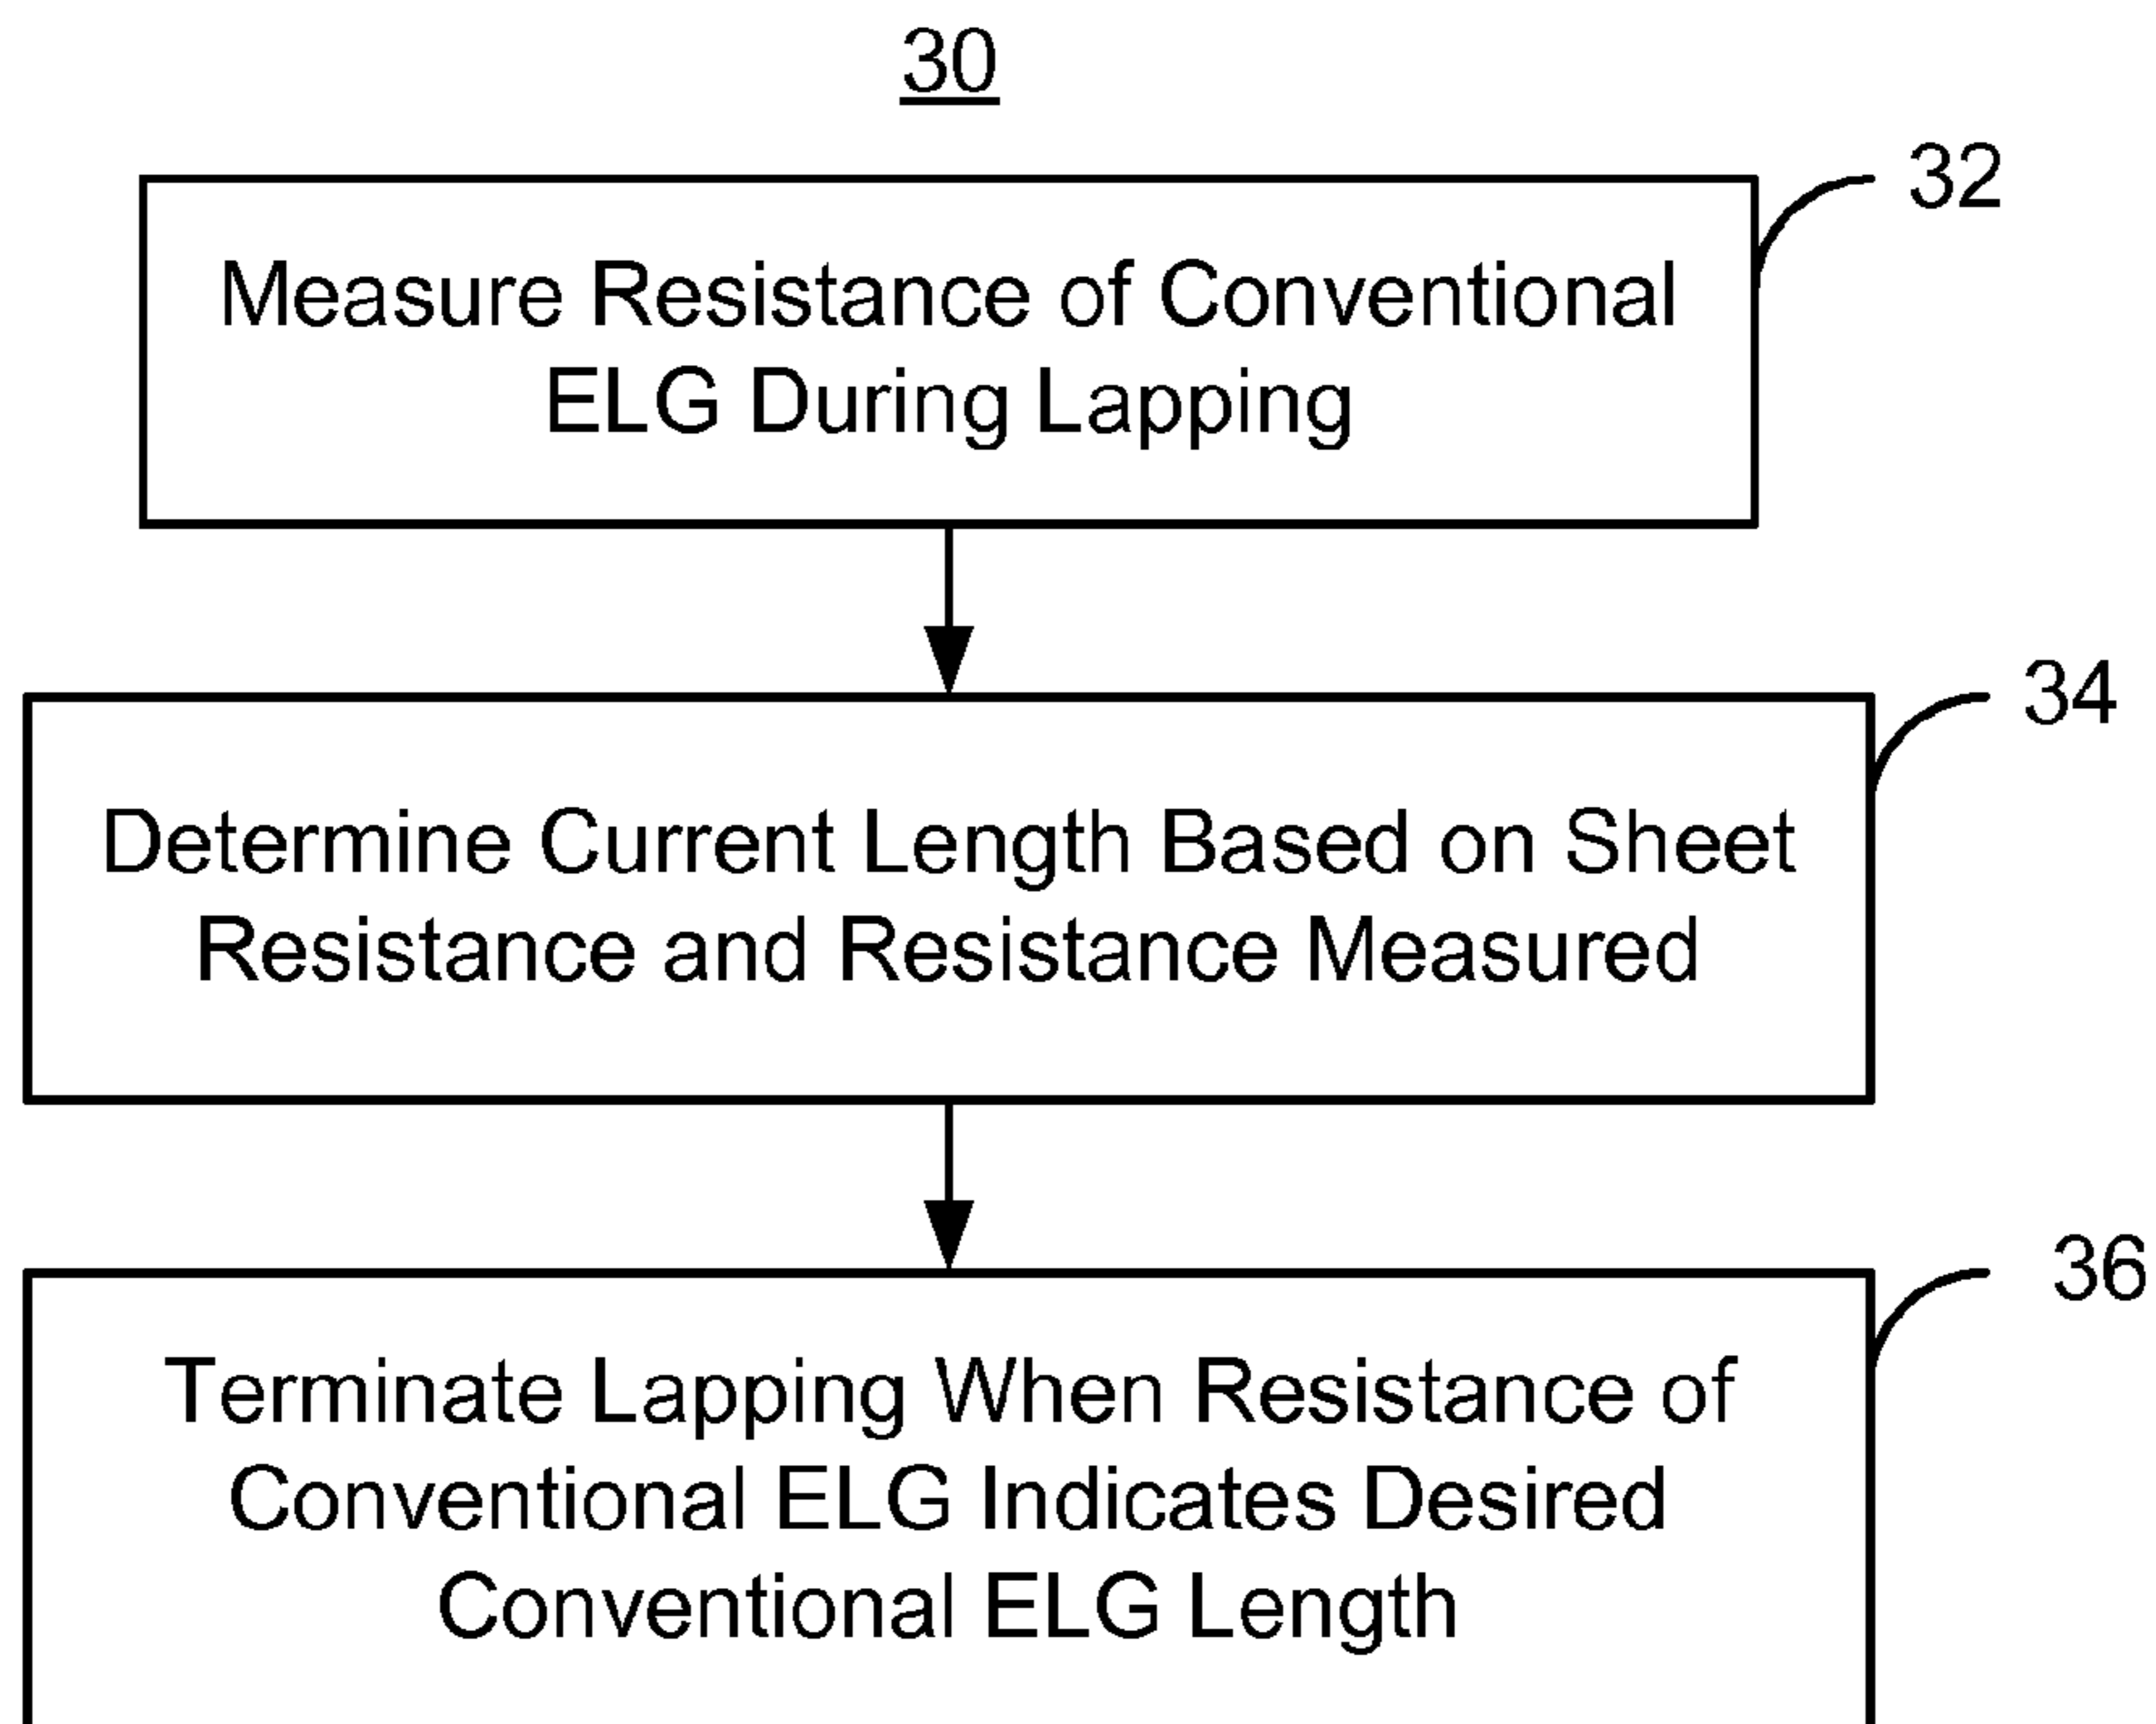 30
32
Measure Resistance of Conventional
ELG During Lapping
34
Determine Current Length Based on Sheet
Resistance and Resistance Measured
36
Terminate Lapping When Resistance of
Conventional ELG Indicates Desired
Conventional ELG Length